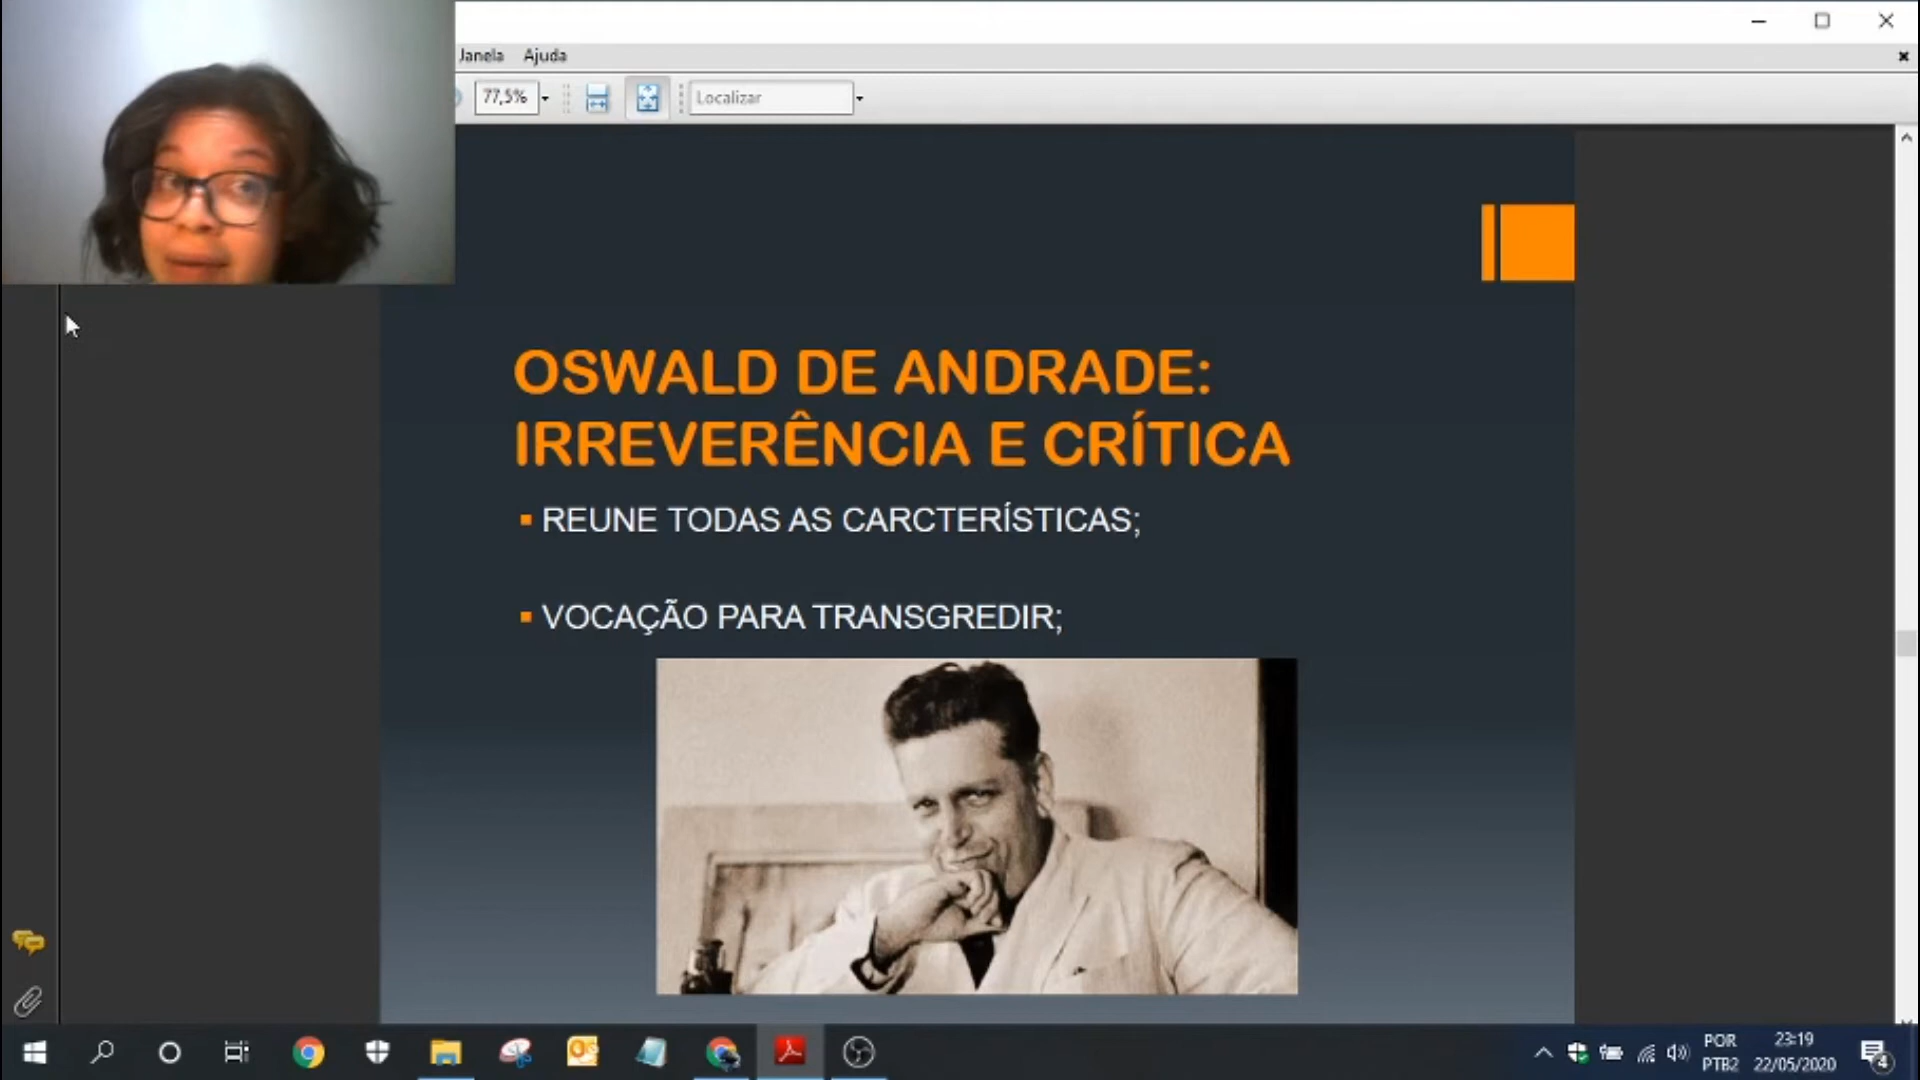 Janela Ajuda
77,5%
Localizar
OSWALD DE ANDRADE:
IRREVERÊNCIA E CRÍTICA
REUNE TODAS AS CARCTERÍSTICAS;
VOCAÇÃO PARA TRANSGREDIR;
POR
PTB2
23:19
22/05/2020
4